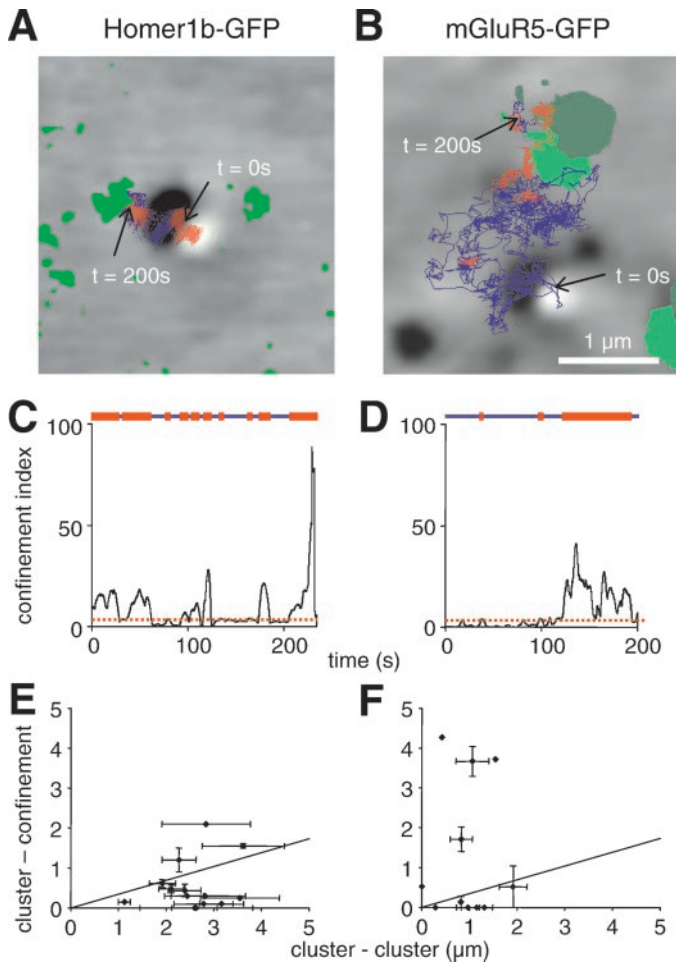 A Homer1b-GFP
B mGluR5-GFP
t = 0s
t = 200s
t = 200s
t = 0s
1 µm
C
D
100
50
0
confinement index
0 100 200
100
50
0
0 50 100 150 200
time (s)
E
F
5
4
3
2
1
0
cluster – confinement
0 1 2 3 4 5
5
4
3
2
1
0
0 1 2 3 4 5
cluster - cluster (µm)